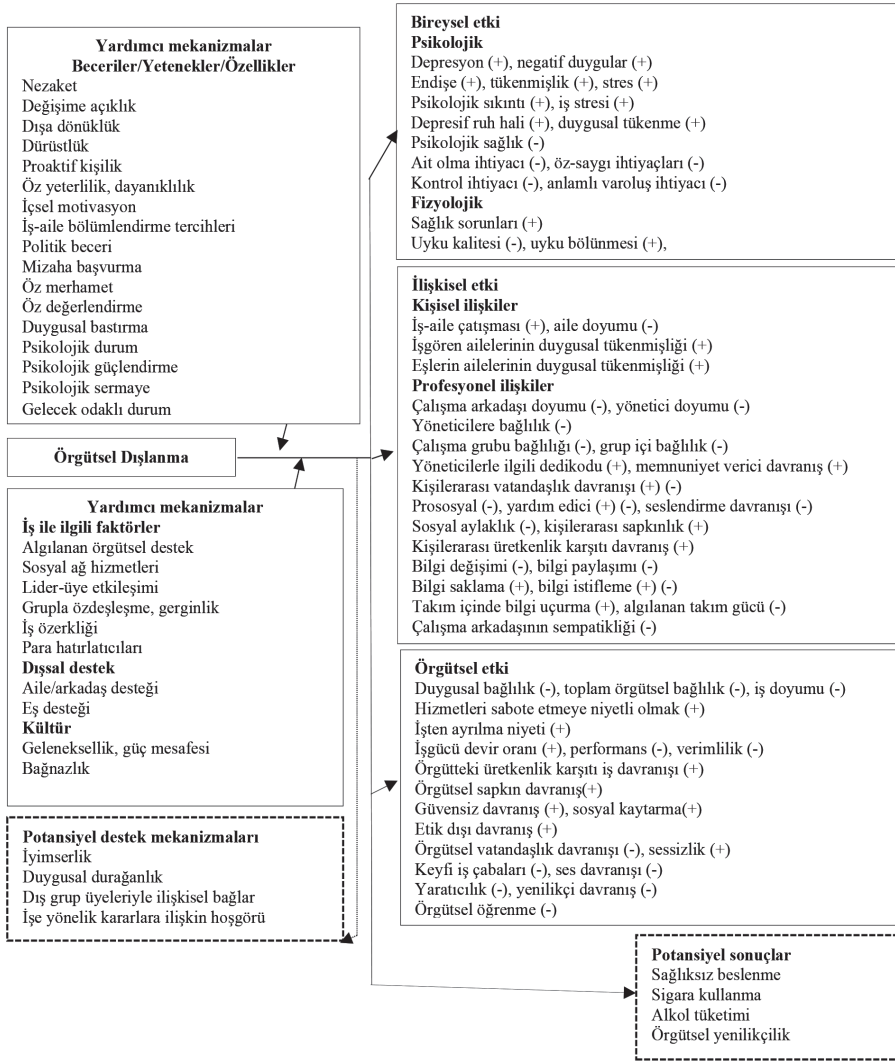 Yardımcı mekanizmalar
Beceriler/Yetenekler/Özellikler
Nezaket
Değişime açıklık
Dışa dönüklük
Dürüstlük
Proaktif kişilik
Öz yeterlilik, dayanıklılık
İçsel motivasyon
İş-aile bölümlendirme tercihleri
Politik beceri
Mizaha başvurma
Öz merhamet
Öz değerlendirme
Duygusal bastırma
Psikolojik durum
Psikolojik güçlendirme
Psikolojik sermaye
Gelecek odaklı durum
Örgütsel Dışlanma
Yardımcı mekanizmalar
İş ile ilgili faktörler
Algılanan örgütsel destek
Sosyal ağ hizmetleri
Lider-üye etkileşimi
Grupla özdeşleşme, gerginlik
İş özerkliği
Para hatırlatıcıları
Dışsal destek
Aile/arkadaş desteği
Eş desteği
Kültür
Geleneksellik, güç mesafesi
Bağnazlık
Potansiyel destek mekanizmaları
İyimserlik
Duygusal durağanlık
Dış grup üyeleriyle ilişkisel bağlar
İşe yönelik kararlara ilişkin hoşgörü
Bireysel etki
Psikolojik
Depresyon (+), negatif duygular (+)
Endişe (+), tükenmişlik (+), stres (+)
Psikolojik sıkıntı (+), iş stresi (+)
Depresif ruh hali (+), duygusal tükenme (+)
Psikolojik sağlık (-)
Ait olma ihtiyacı (-), öz-saygı ihtiyaçları (-)
Kontrol ihtiyacı (-), anlamlı varoluş ihtiyacı (-)
Fizyolojik
Sağlık sorunları (+)
Uyku kalitesi (-), uyku bölünmesi (+),
İlişkisel etki
Kişisel ilişkiler
İş-aile çatışması (+), aile doyumu (-)
İşgören ailelerinin duygusal tükenmişliği (+)
Eşlerin ailelerinin duygusal tükenmişliği (+)
Profesyonel ilişkiler
Çalışma arkadaşı doyumu (-), yönetici doyumu (-)
Yöneticilere bağlılık (-)
Çalışma grubu bağlılığı (-), grup içi bağlılık (-)
Yöneticilerle ilgili dedikodu (+), memnuniyet verici davranış (+)
Kişilerarası vatandaşlık davranışı (+) (-)
Prososyal (-), yardım edici (+) (-), seslendirme davranışı (-)
Sosyal aylaklık (-), kişilerarası sapkınlık (+)
Kişilerarası üretkenlik karşıtı davranış (+)
Bilgi değişimi (-), bilgi paylaşımı (-)
Bilgi saklama (+), bilgi istifleme (+) (-)
Takım içinde bilgi uçurma (+), algılanan takım gücü (-)
Çalışma arkadaşının sempatikliği (-)
Örgütsel etki
Duygusal bağlılık (-), toplam örgütsel bağlılık (-), iş doyumu (-)
Hizmetleri sabote etmeye niyetli olmak (+)
İşten ayrılma niyeti (+)
İşgücü devir oranı (+), performans (-), verimlilik (-)
Örgütteki üretkenlik karşıtı iş davranışı (+)
Örgütsel sapkın davranış(+)
Güvensiz davranış (+), sosyal kaytarma(+)
Etik dışı davranış (+)
Örgütsel vatandaşlık davranışı (-), sessizlik (+)
Keyfi iş çabaları (-), ses davranışı (-)
Yaratıcılık (-), yenilikçi davranış (-)
Örgütsel öğrenme (-)
Potansiyel sonuçlar
Sağlıksız beslenme
Sigara kullanma
Alkol tüketimi
Örgütsel yenilikçilik